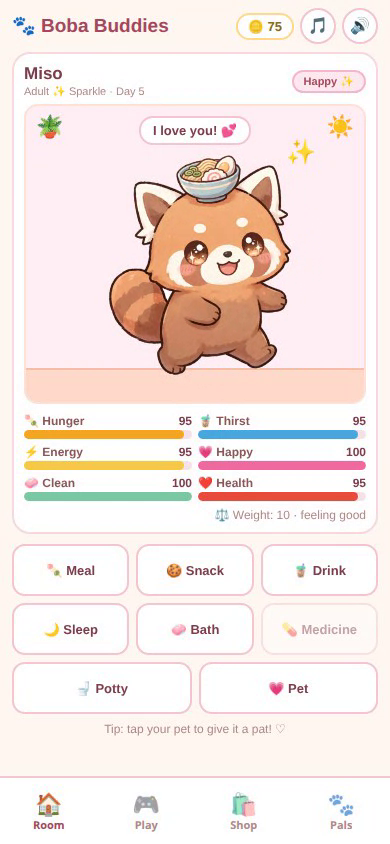 🐾 Boba Buddies
🪙 75
🎵
🔊
Miso
Adult ✨ Sparkle · Day 5
Happy ✨
I love you! 💕
🍡 Hunger 95
🧋 Thirst 95
⚡ Energy 95
💗 Happy 100
🧼 Clean 100
❤️ Health 95
⚖️ Weight: 10 · feeling good
🍡 Meal
🍪 Snack
🧋 Drink
🌙 Sleep
🧼 Bath
💊 Medicine
🚽 Potty
💗 Pet
Tip: tap your pet to give it a pat! ♡
Room
Play
Shop
Pals